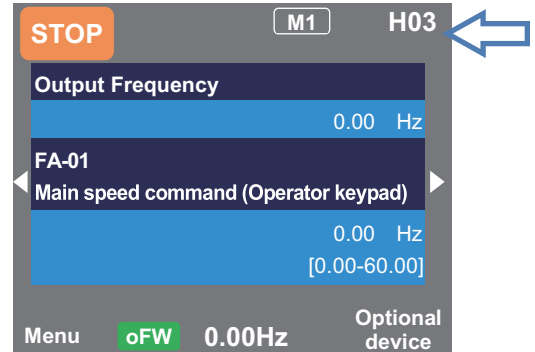 STOP M1 H03
Output Frequency
0.00 Hz
FA-01
Main speed command (Operator keypad)
0.00 Hz
[0.00-60.00]
Menu oFW 0.00Hz Optional
device